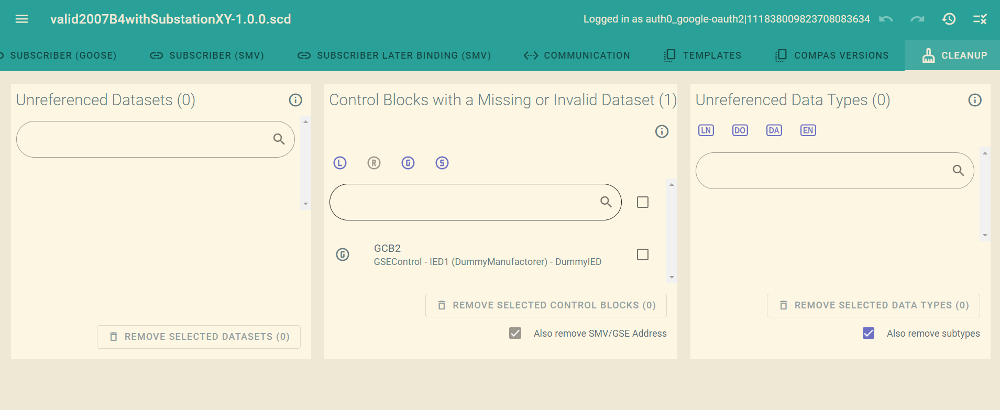 valid2007B4withSubstationXY-1.0.0.scd
Logged in as auth0_google-oauth2|111838009823708083634
SUBSCRIBER (GOOSE)
SUBSCRIBER (SMV)
SUBSCRIBER LATER BINDING (SMV)
COMMUNICATION
TEMPLATES
COMPAS VERSIONS
CLEANUP
Unreferenced Datasets (0)
REMOVE SELECTED DATASETS (0)
Control Blocks with a Missing or Invalid Dataset (1)
L R G S
GCB2
G
GSEControl - IED1 (DummyManufactorer) - DummyIED
REMOVE SELECTED CONTROL BLOCKS (0)
Also remove SMV/GSE Address
Unreferenced Data Types (0)
LN DO DA EN
REMOVE SELECTED DATA TYPES (0)
Also remove subtypes